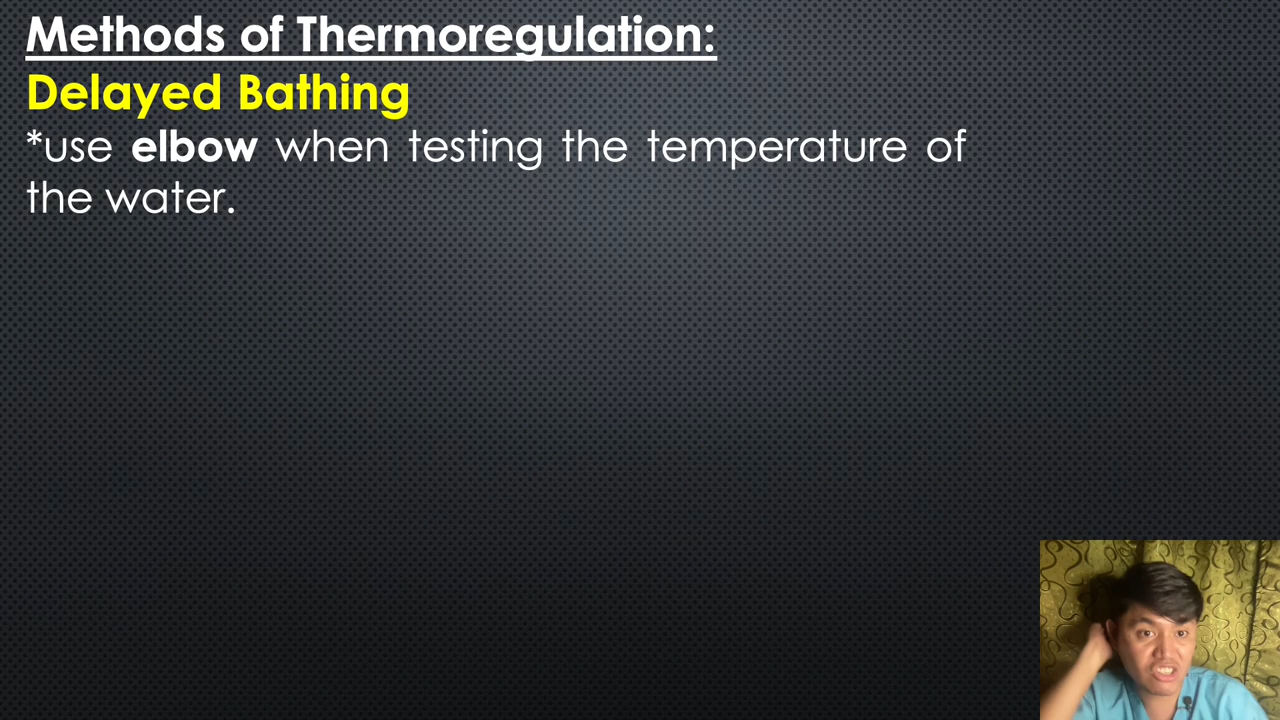 Methods of Thermoregulation:
Delayed Bathing
*use elbow when testing the temperature of
the water.